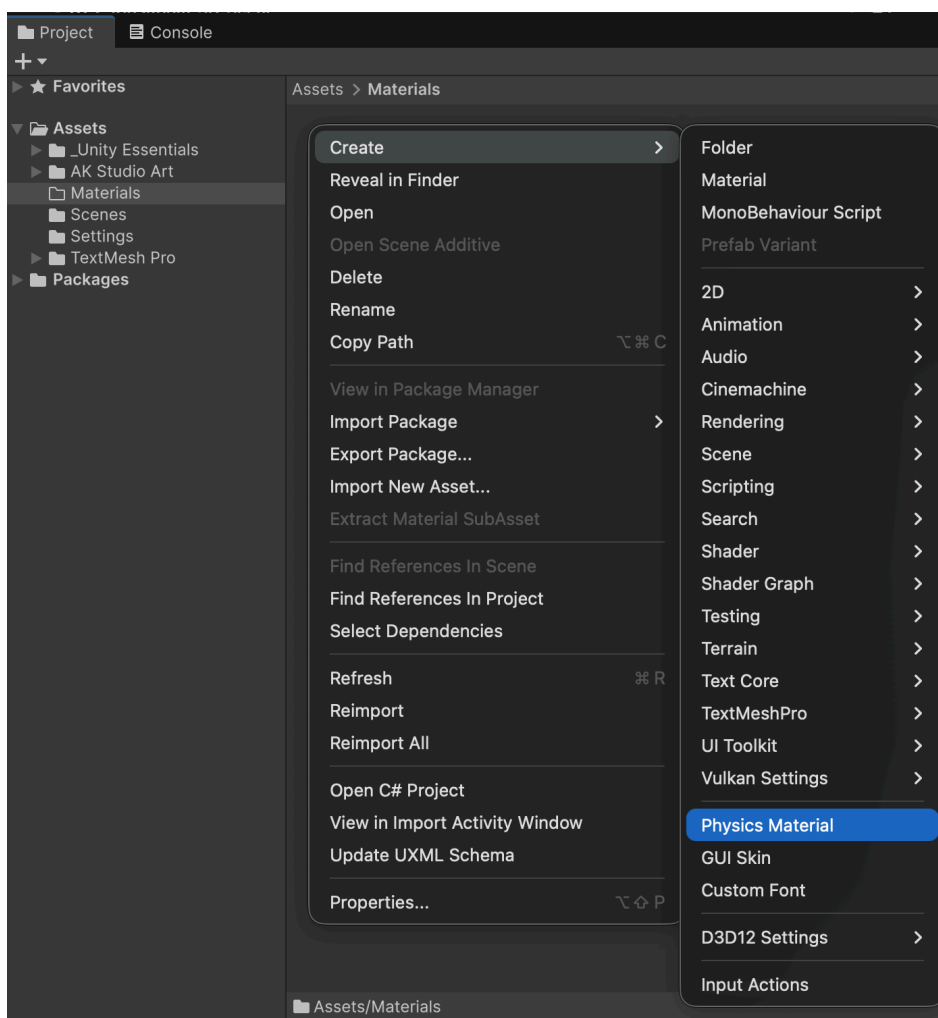 Project
Console
Favorites
Assets > Materials
Assets
_Unity Essentials
AK Studio Art
Materials
Scenes
Settings
TextMesh Pro
Packages
Create
Reveal in Finder
Open
Open Scene Additive
Delete
Rename
Copy Path ⌥⌘C
View in Package Manager
Import Package
Export Package...
Import New Asset...
Extract Material SubAsset
Find References In Scene
Find References In Project
Select Dependencies
Refresh ⌘R
Reimport
Reimport All
Open C# Project
View in Import Activity Window
Update UXML Schema
Properties... ⌥⇧P
Folder
Material
MonoBehaviour Script
Prefab Variant
2D
Animation
Audio
Cinemachine
Rendering
Scene
Scripting
Search
Shader
Shader Graph
Testing
Terrain
Text Core
TextMeshPro
UI Toolkit
Vulkan Settings
Physics Material
GUI Skin
Custom Font
D3D12 Settings
Input Actions
Assets/Materials